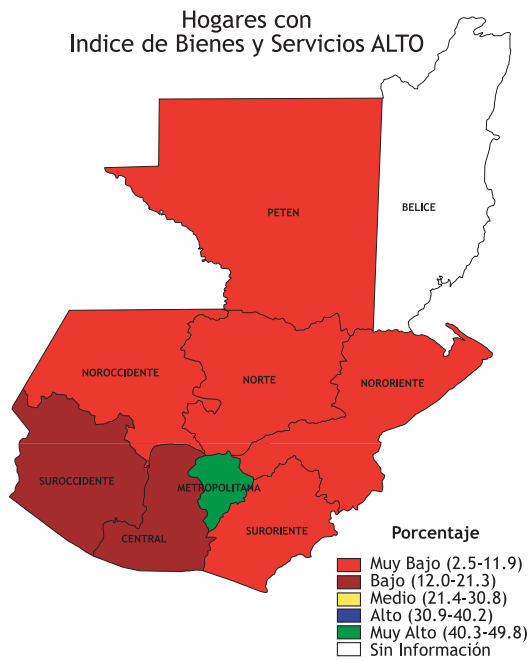 Hogares con
Indice de Bienes y Servicios ALTO
PETEN
BELICE
NOROCCIDENTE
NORTE
NORORIENTE
SUROCCIDENTE
METROPOLITANA
CENTRAL
SURORIENTE
Porcentaje
Muy Bajo (2.5-11.9)
Bajo (12.0-21.3)
Medio (21.4-30.8)
Alto (30.9-40.2)
Muy Alto (40.3-49.8)
Sin Información